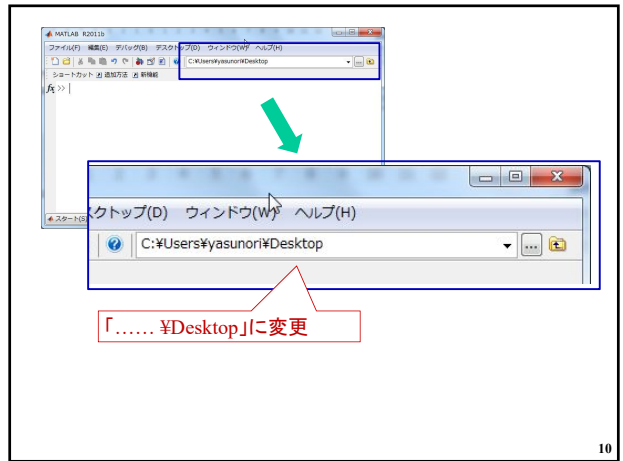 MATLAB R2011b
ファイル(F) 編集(E) デバッグ(B) デスクトップ(D) ウィンドウ(W) ヘルプ(H)
C:¥Users¥yasunori¥Desktop
ショートカット 追加方法 新機能
fx >>
スタート(S)
スクトップ(D) ウィンドウ(W) ヘルプ(H)
C:¥Users¥yasunori¥Desktop
「…… ¥Desktop」に変更
10